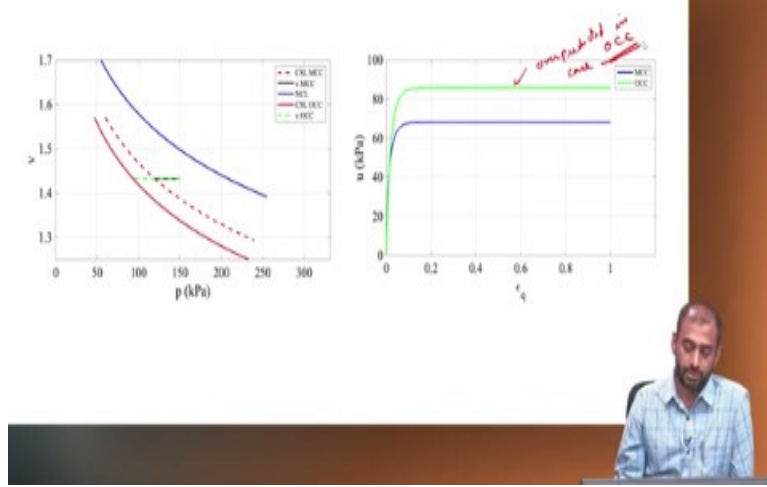 overpredicted in
case OCC
1.7
1.6
1.5
1.4
1.3
v
0 50 100 150 200 250 300
p (kPa)
CSL MCC
v MCC
NCL
CSL OCC
v OCC
100
80
60
40
20
0
u (kPa)
0 0.2 0.4 0.6 0.8 1
q
MCC
OCC